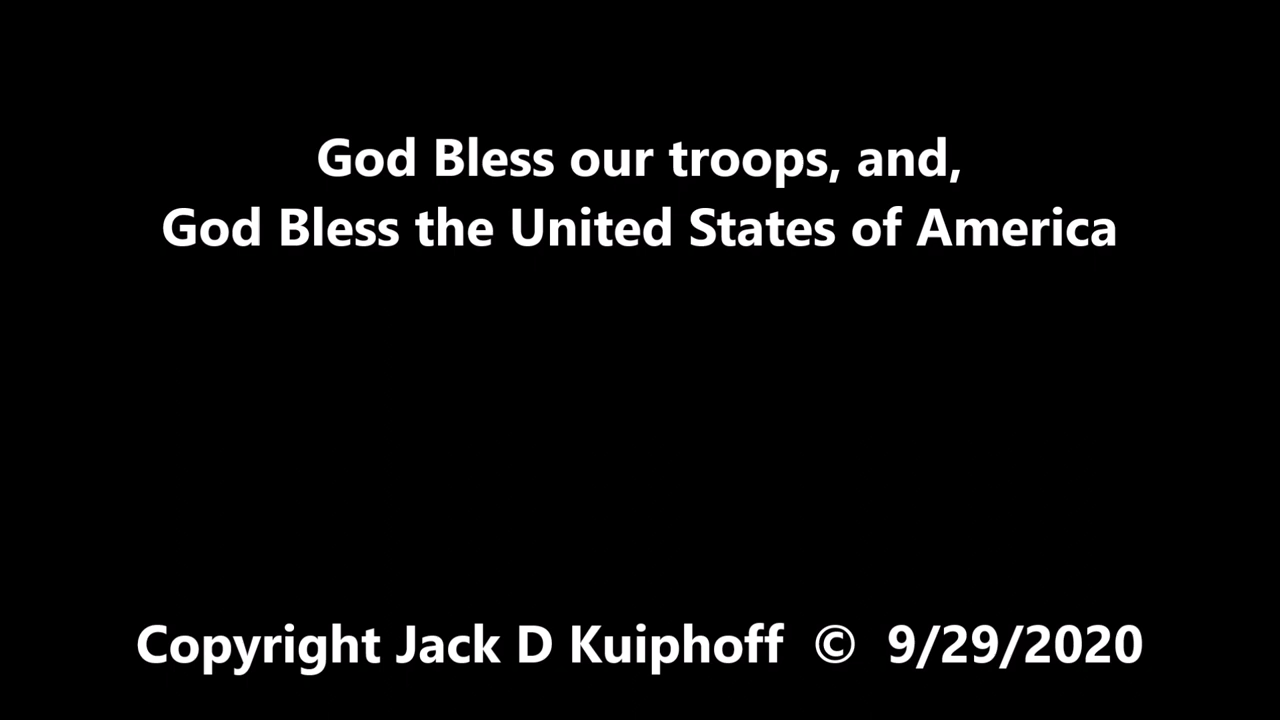 God Bless our troops, and,
God Bless the United States of America
Copyright Jack D Kuiphoff © 9/29/2020